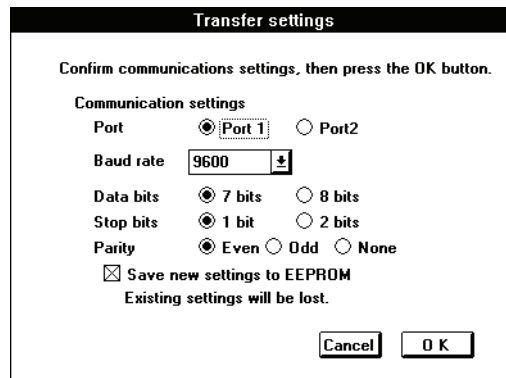 Transfer settings
Confirm communications settings, then press the OK button.
Communication settings
Port Port 1 Port2
Baud rate 9600
Data bits 7 bits 8 bits
Stop bits 1 bit 2 bits
Parity Even Odd None
Save new settings to EEPROM
Existing settings will be lost.
Cancel O K